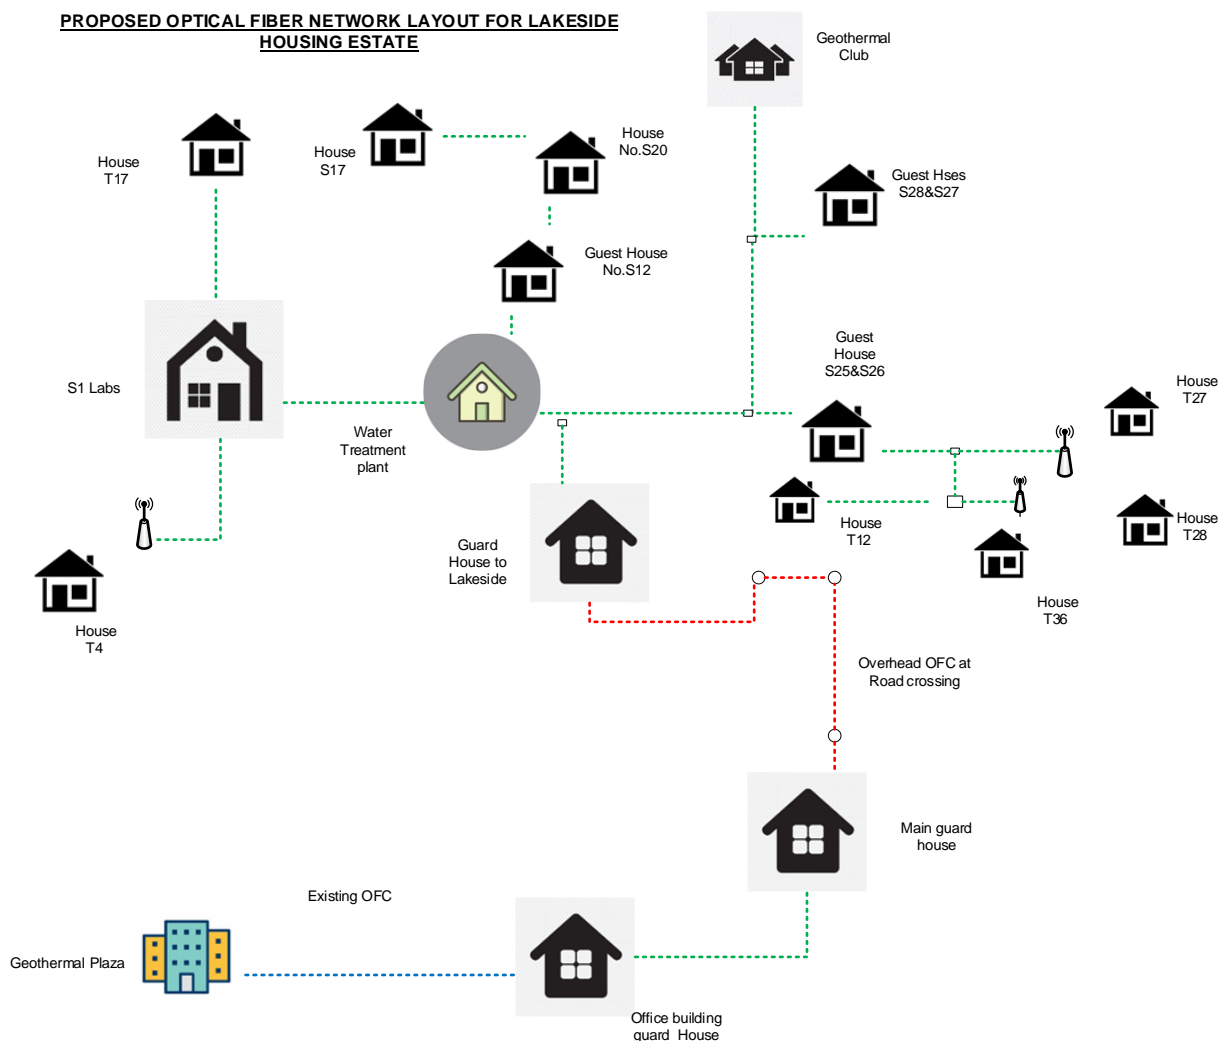 PROPOSED OPTICAL FIBER NETWORK LAYOUT FOR LAKESIDE
HOUSING ESTATE
Geothermal
Club
House
T17
House
S17
House
No.S20
Guest Hses
S28&S27
Guest House
No.S12
Guest
House
S25&S26
S1 Labs
Water
Treatment
plant
House
T27
House
T12
House
T28
Guard
House to
Lakeside
House
T36
House
T4
Overhead OFC at
Road crossing
Main guard
house
Existing OFC
Geothermal Plaza
Office building
guard House